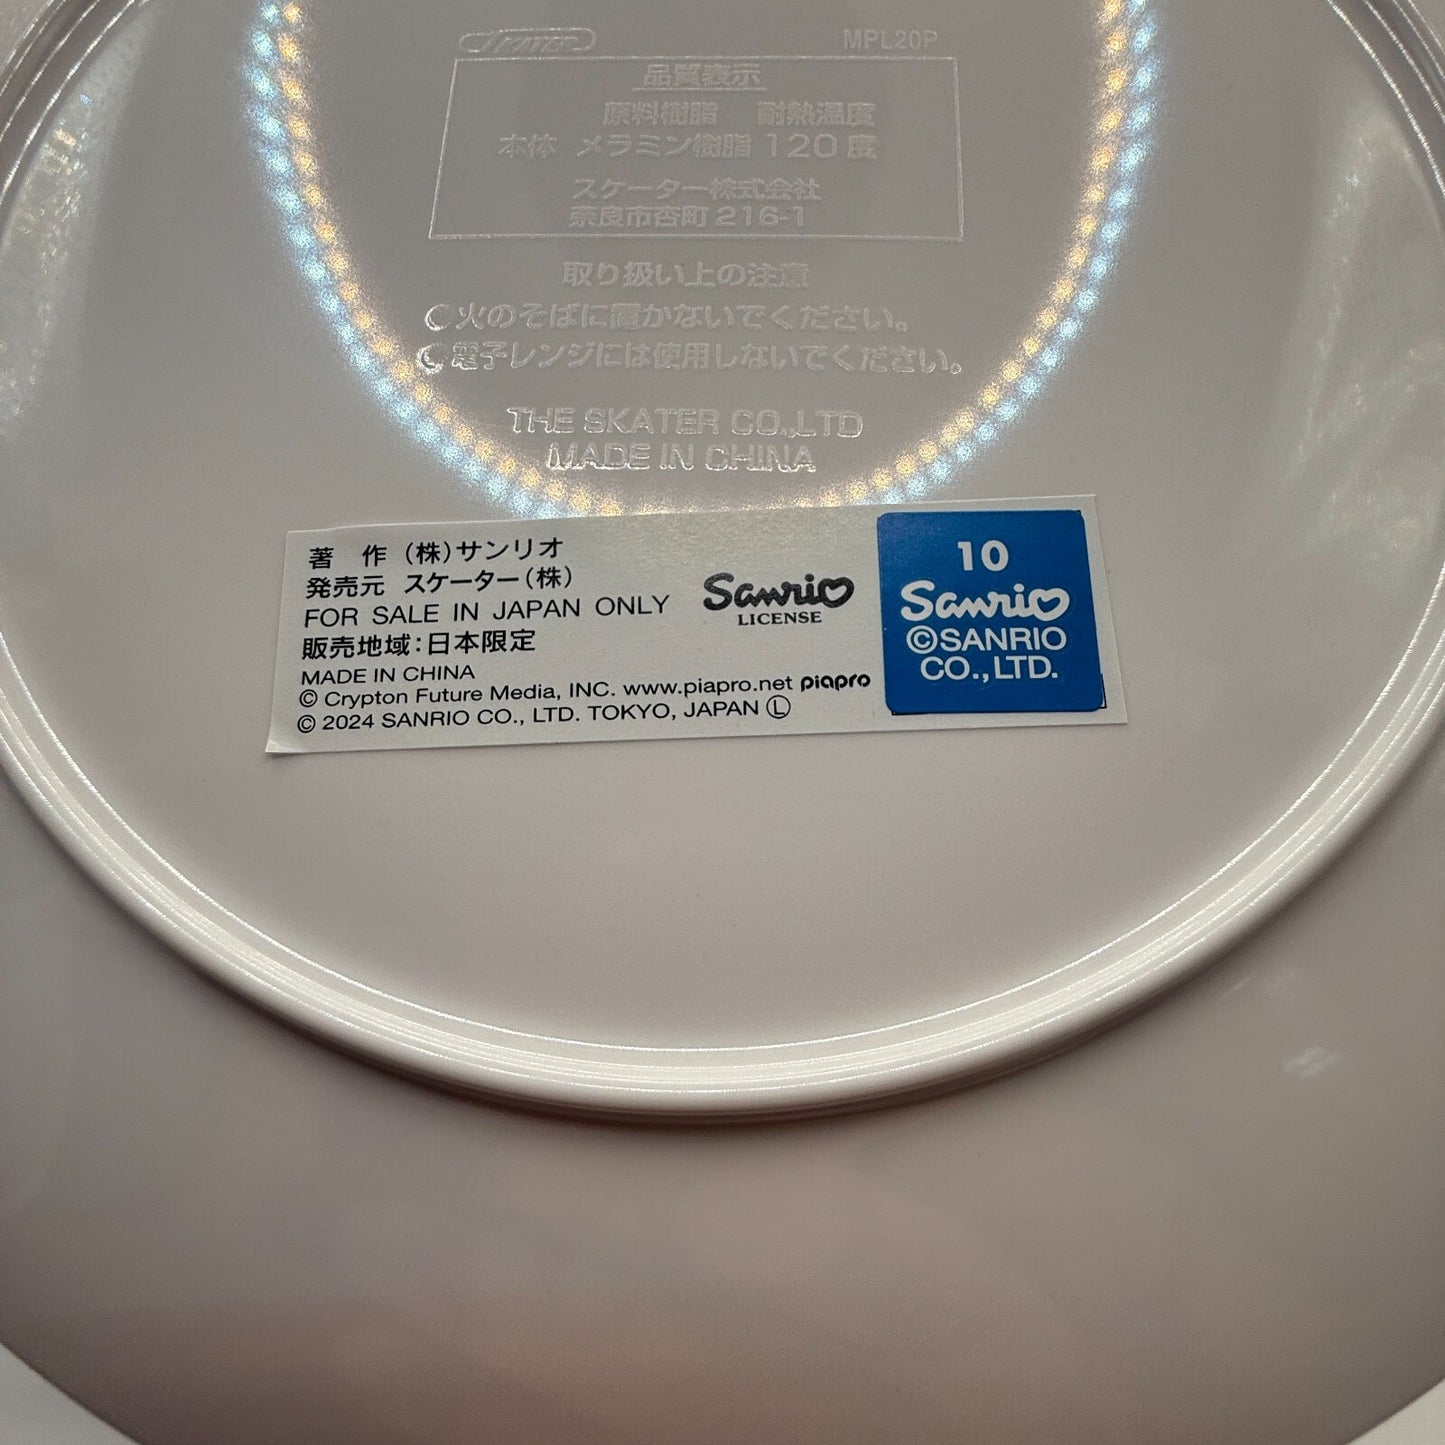 SKATER MPL20P
品質表示
原料樹脂 耐熱温度
本体 メラミン樹脂 120度
スケーター株式会社
奈良市杏町216-1
取り扱い上の注意
○火のそばに置かないでください。
○電子レンジには使用しないでください。
THE SKATER CO.,LTD
MADE IN CHINA
著 作 (株)サンリオ
発売元 スケーター(株)
FOR SALE IN JAPAN ONLY
販売地域:日本限定
MADE IN CHINA
© Crypton Future Media, INC. www.piapro.net piapro
© 2024 SANRIO CO., LTD. TOKYO, JAPAN Ⓛ
Sanrio
LICENSE
10
Sanrio
©SANRIO
CO.,LTD.